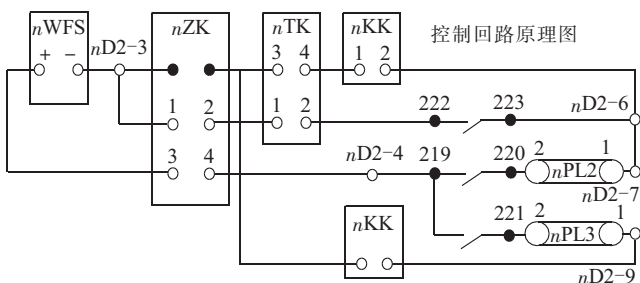 控制回路原理图
nWFS
nD2-3
nZK
nTK
nKK
+ -
3 4
1 2
1 2
1 2
222
223
nD2-6
3 4
nD2-4
219
220
2 1
nPL2
nD2-7
nKK
221
2 1
nPL3
nD2-9